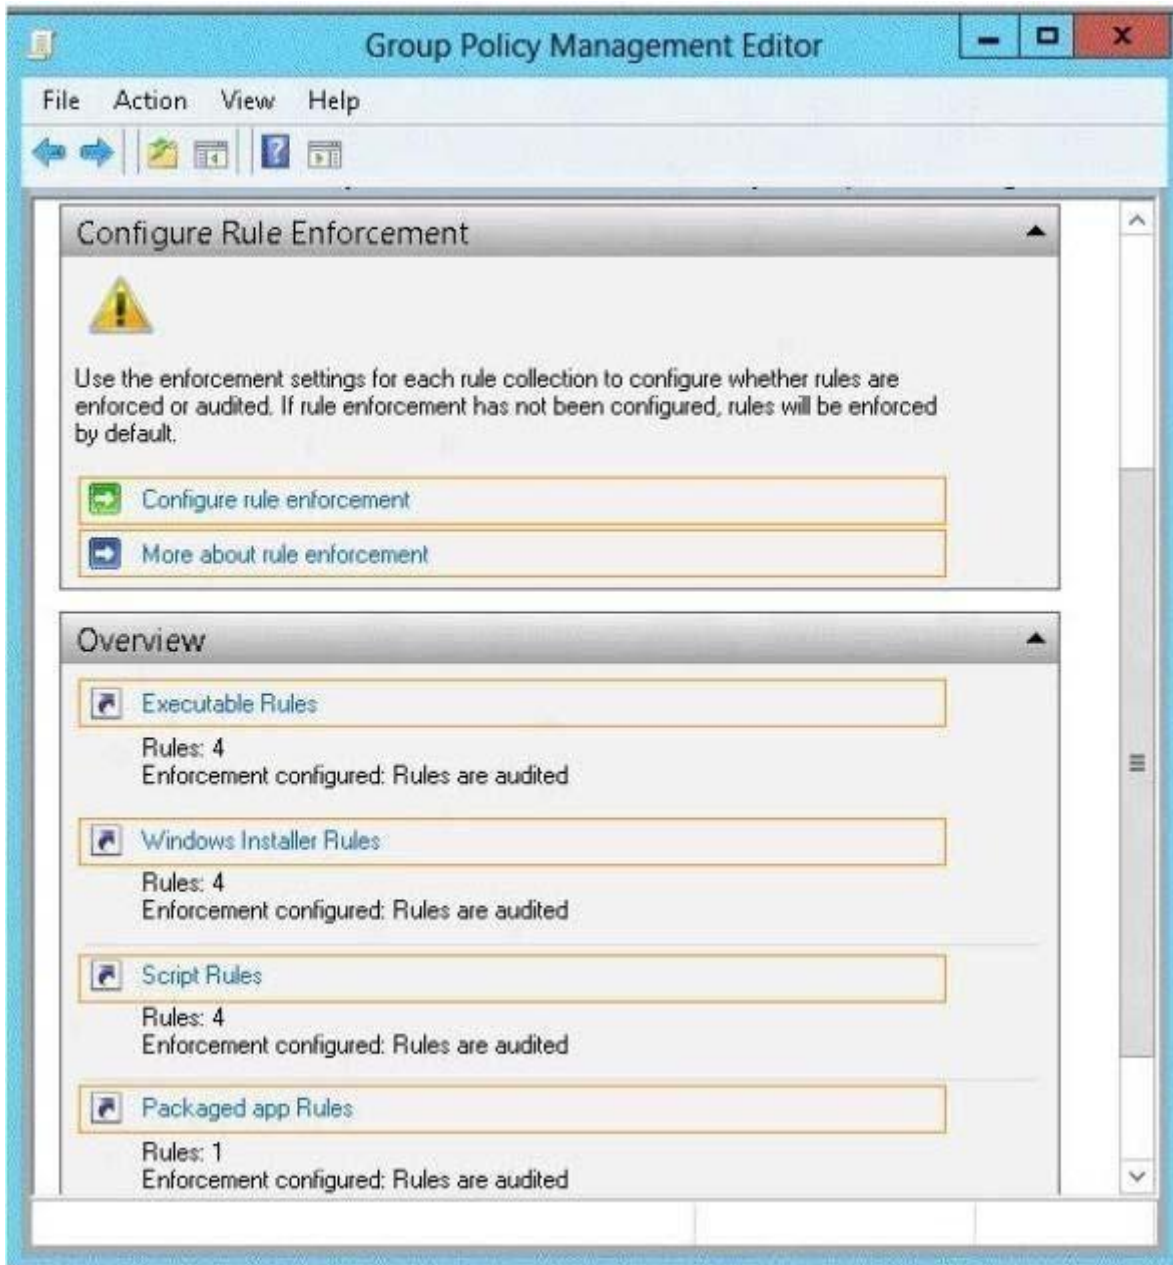 Group Policy Management Editor
File Action View Help
Configure Rule Enforcement
Use the enforcement settings for each rule collection to configure whether rules are
enforced or audited. If rule enforcement has not been configured, rules will be enforced
by default.
Configure rule enforcement
More about rule enforcement
Overview
Executable Rules
Rules: 4
Enforcement configured: Rules are audited
Windows Installer Rules
Rules: 4
Enforcement configured: Rules are audited
Script Rules
Rules: 4
Enforcement configured: Rules are audited
Packaged app Rules
Rules: 1
Enforcement configured: Rules are audited